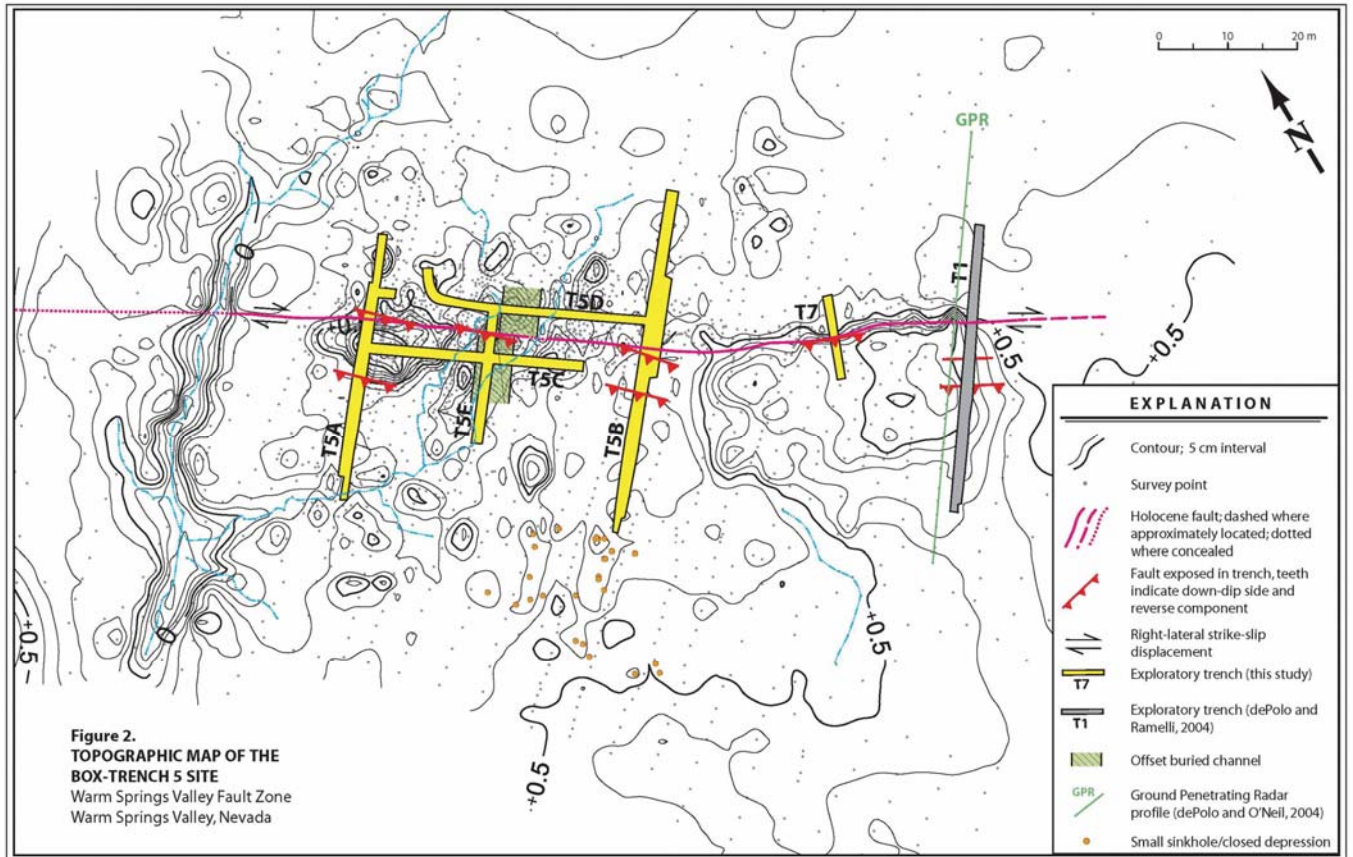 0 10 20 m
N
GPR
0
T1
T5D
T7
+0.5
+0.5
T5C
T5E
T5A
T5B
0
+0.5
+0.5
+0.5
Figure 2.
TOPOGRAPHIC MAP OF THE
BOX-TRENCH 5 SITE
Warm Springs Valley Fault Zone
Warm Springs Valley, Nevada
EXPLANATION
Contour; 5 cm interval
Survey point
Holocene fault; dashed where
approximately located; dotted
where concealed
Fault exposed in trench, teeth
indicate down-dip side and
reverse component
Right-lateral strike-slip
displacement
Exploratory trench (this study)
T7
Exploratory trench (dePolo and
Ramelli, 2004)
T1
Offset buried channel
GPR
Ground Penetrating Radar
profile (dePolo and O'Neil, 2004)
Small sinkhole/closed depression